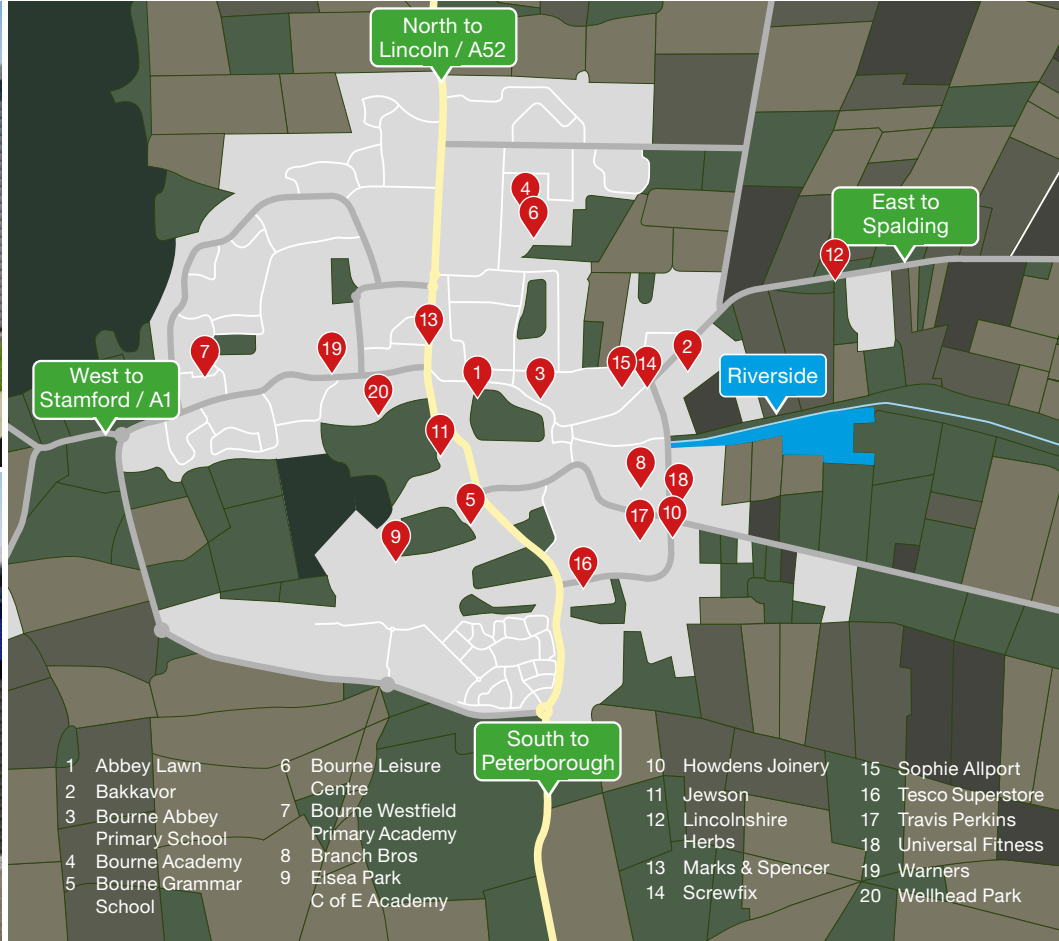 North to
Lincoln / A52
4
6
East to
Spalding
12
13
7
19
West to
Stamford / A1
20
1
3
15
14
2
Riverside
11
8
18
5
17
10
9
16
South to
Peterborough
1 Abbey Lawn
2 Bakkavor
3 Bourne Abbey
Primary School
4 Bourne Academy
5 Bourne Grammar
School
6 Bourne Leisure
Centre
7 Bourne Westfield
Primary Academy
8 Branch Bros
9 Elsea Park
C of E Academy
10 Howdens Joinery
11 Jewson
12 Lincolnshire
Herbs
13 Marks & Spencer
14 Screwfix
15 Sophie Allport
16 Tesco Superstore
17 Travis Perkins
18 Universal Fitness
19 Warners
20 Wellhead Park